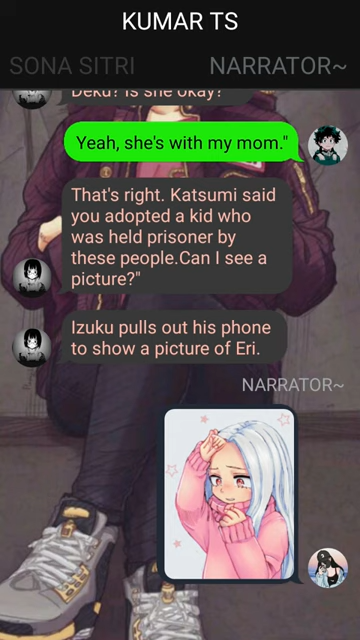 KUMAR TS
SONA SITRI
NARRATOR~
Deku? Is she okay?
Yeah, she's with my mom."
That's right. Katsumi said
you adopted a kid who
was held prisoner by
these people.Can I see a
picture?"
Izuku pulls out his phone
to show a picture of Eri.
NARRATOR~